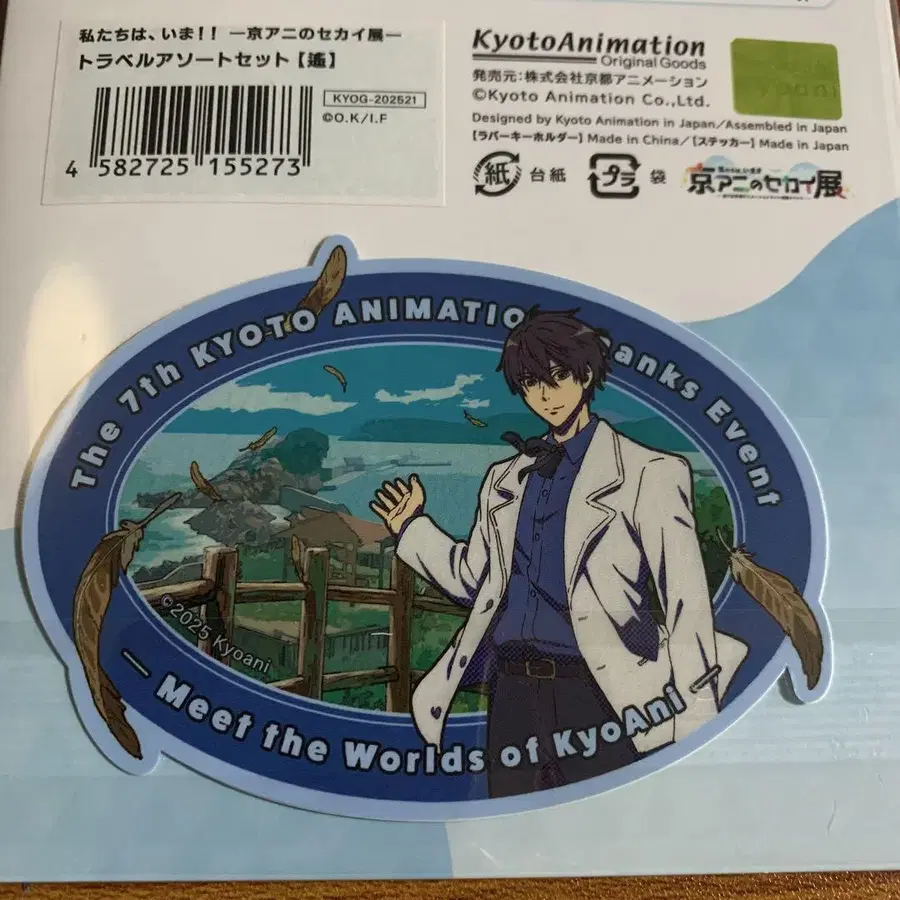 私たちは、いま！！ ー京アニのセカイ展ー
トラベルアソートセット【遙】
KYOG-202521
©O.K/I.F
4 582725 155273
KyotoAnimation
Original Goods
発売元：株式会社京都アニメーション
©Kyoto Animation Co.,Ltd.
Designed by Kyoto Animation in Japan／Assembled in Japan
【ラバーキーホルダー】Made in China／【ステッカー】Made in Japan
紙 台紙 プラ 袋
京アニのセカイ展
The 7th KYOTO ANIMATIO anks Event
©2025 Kyoani
— Meet the Worlds of KyoAni —